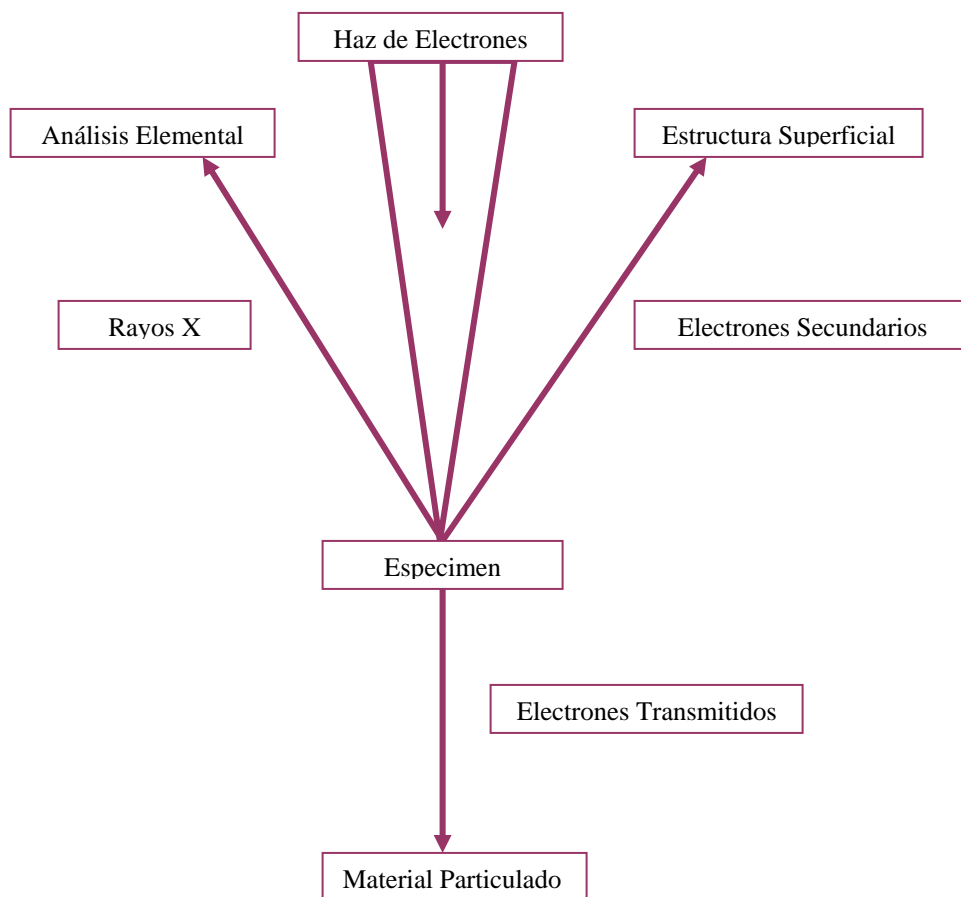 Haz de Electrones
Análisis Elemental
Estructura Superficial
Rayos X
Electrones Secundarios
Especimen
Electrones Transmitidos
Material Particulado